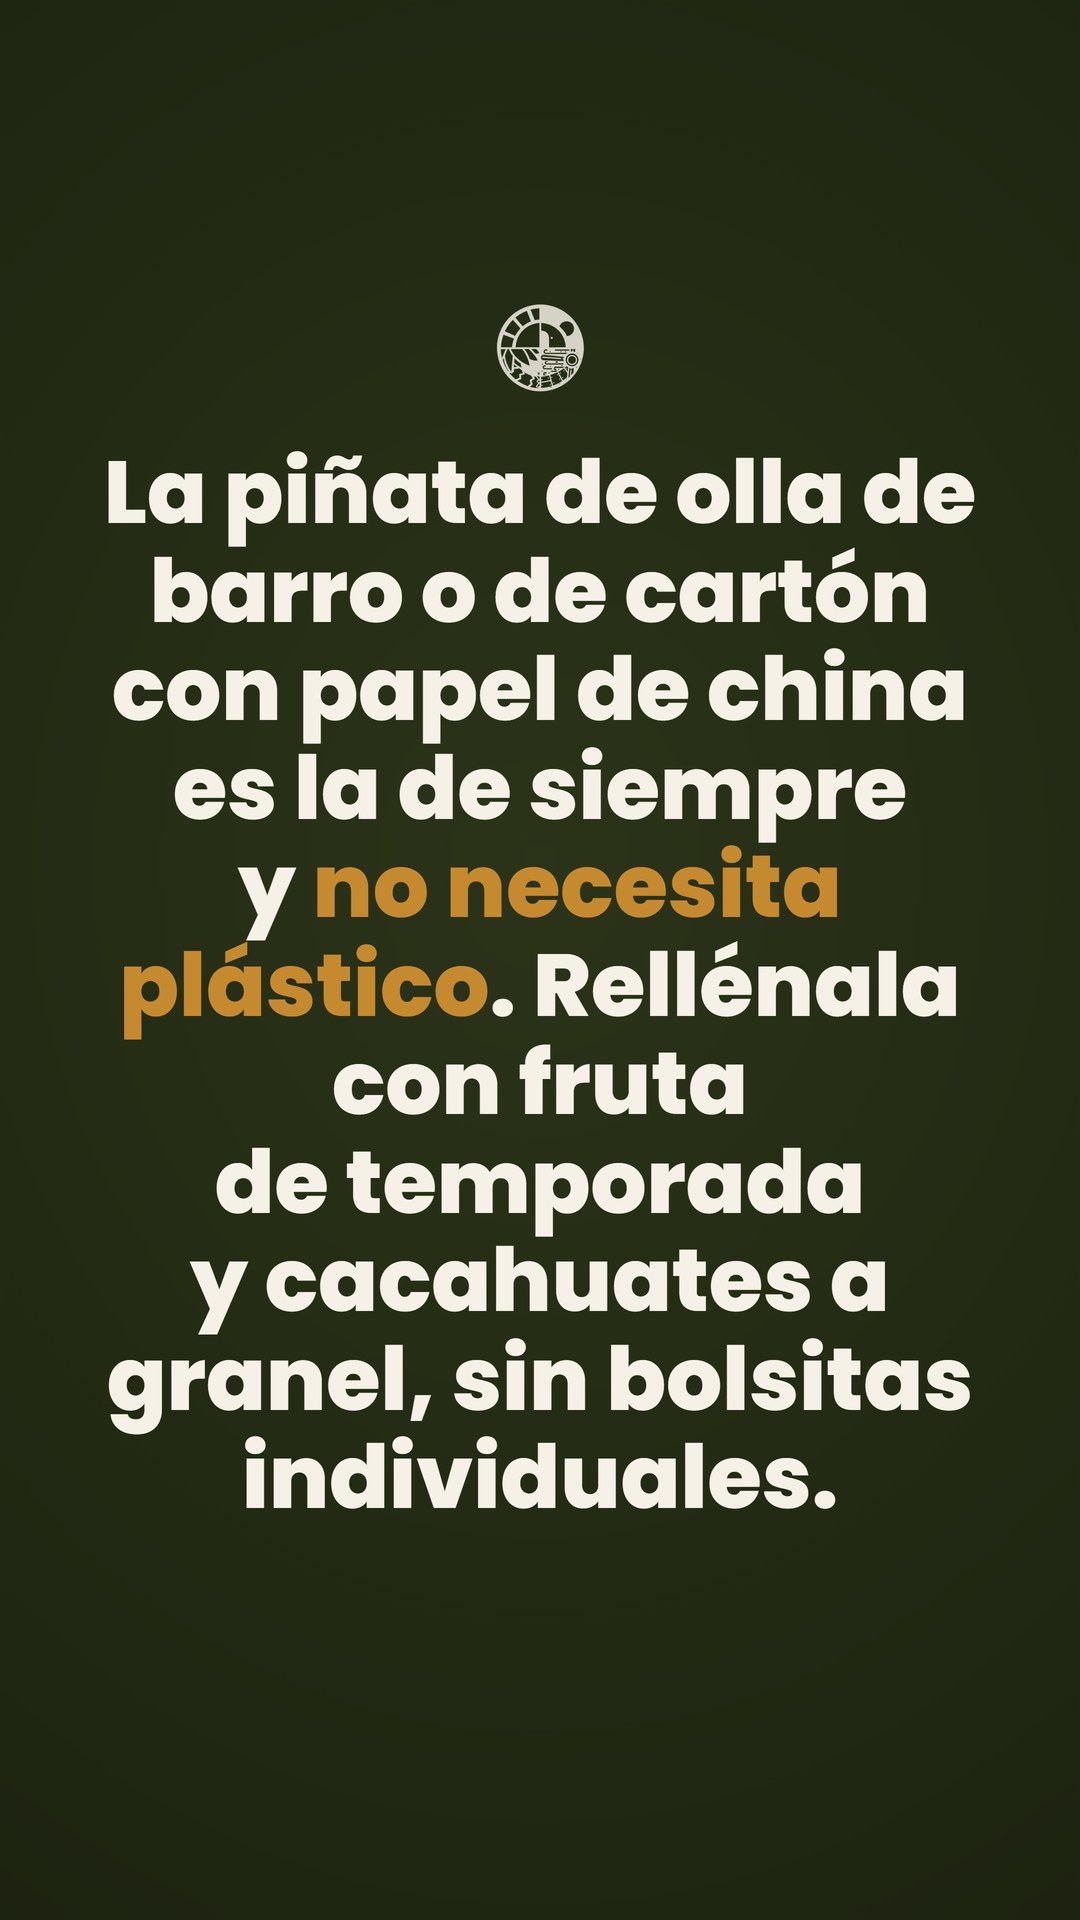 La piñata de olla de
barro o de cartón
con papel de china
es la de siempre
y no necesita
plástico. Rellénala
con fruta
de temporada
y cacahuates a
granel, sin bolsitas
individuales.